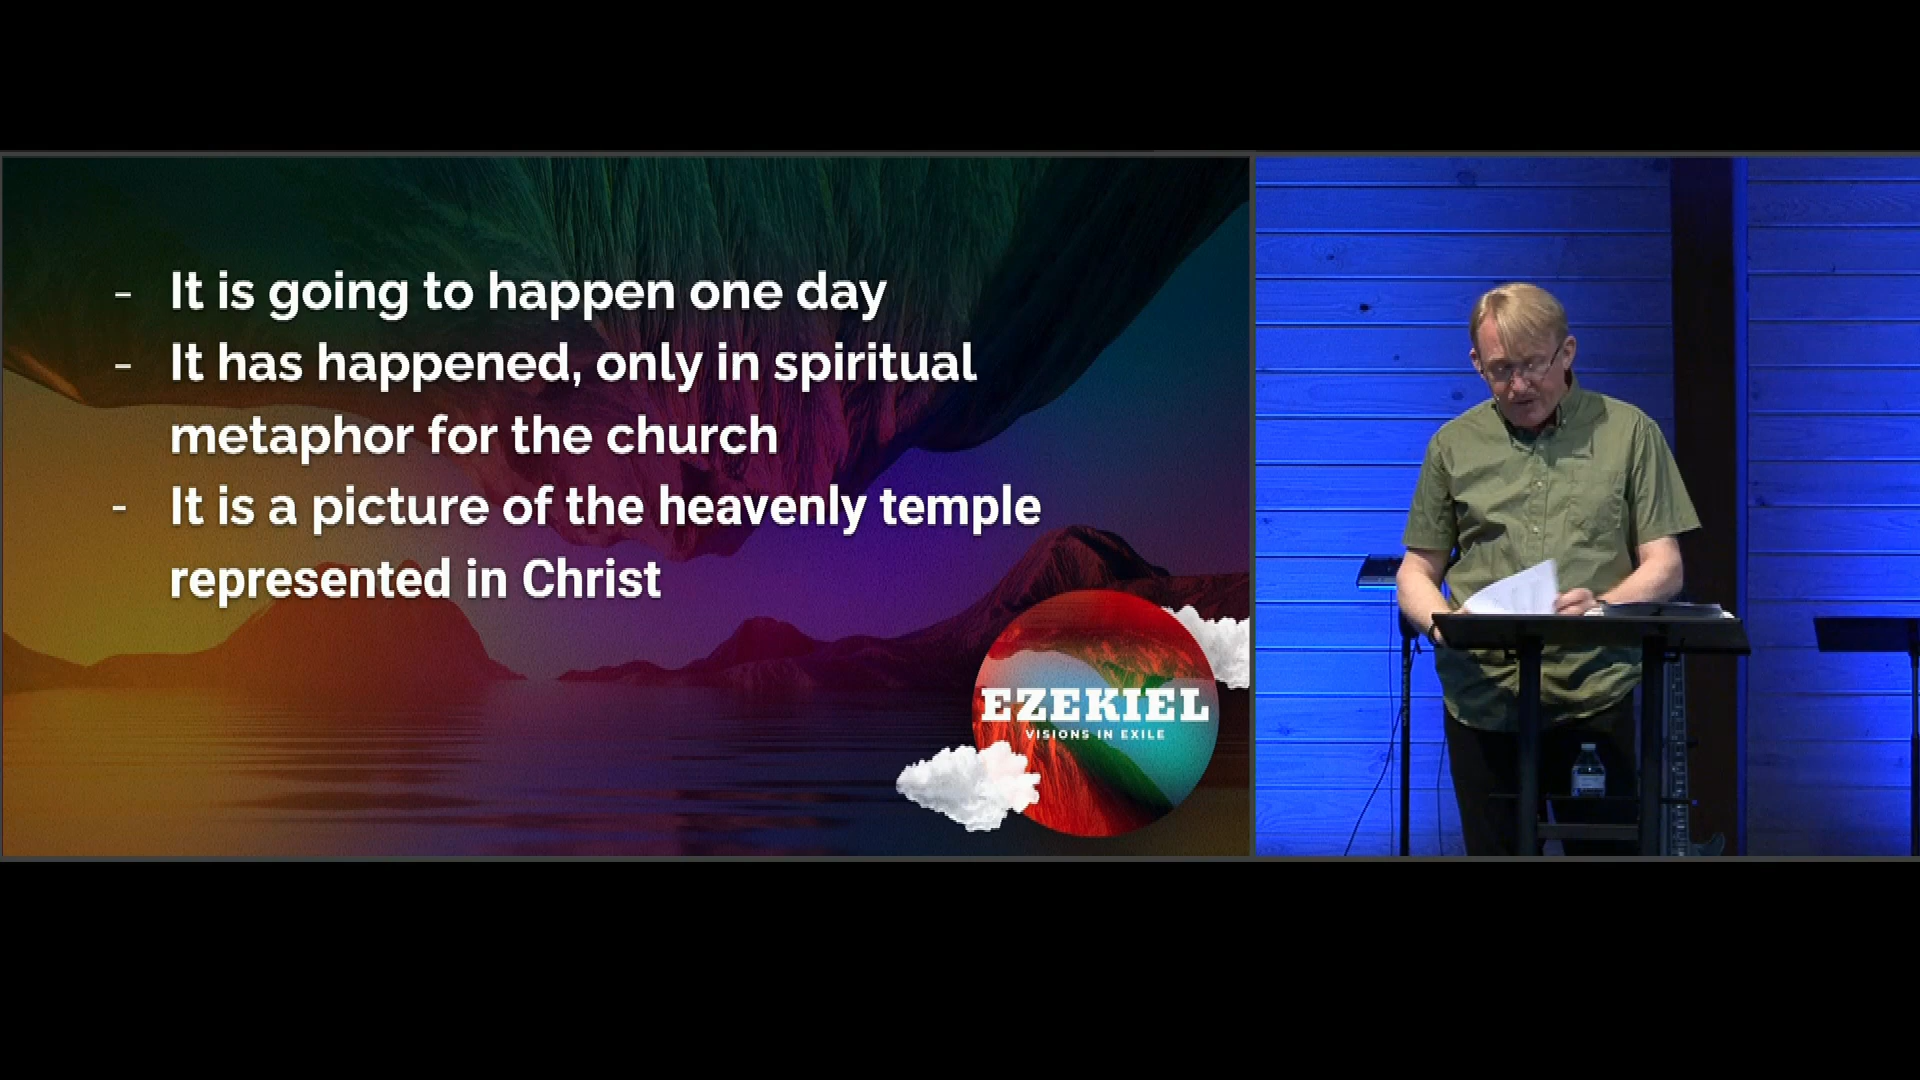 - It is going to happen one day
- It has happened, only in spiritual
metaphor for the church
- It is a picture of the heavenly temple
represented in Christ
EZEKIEL
VISIONS IN EXILE